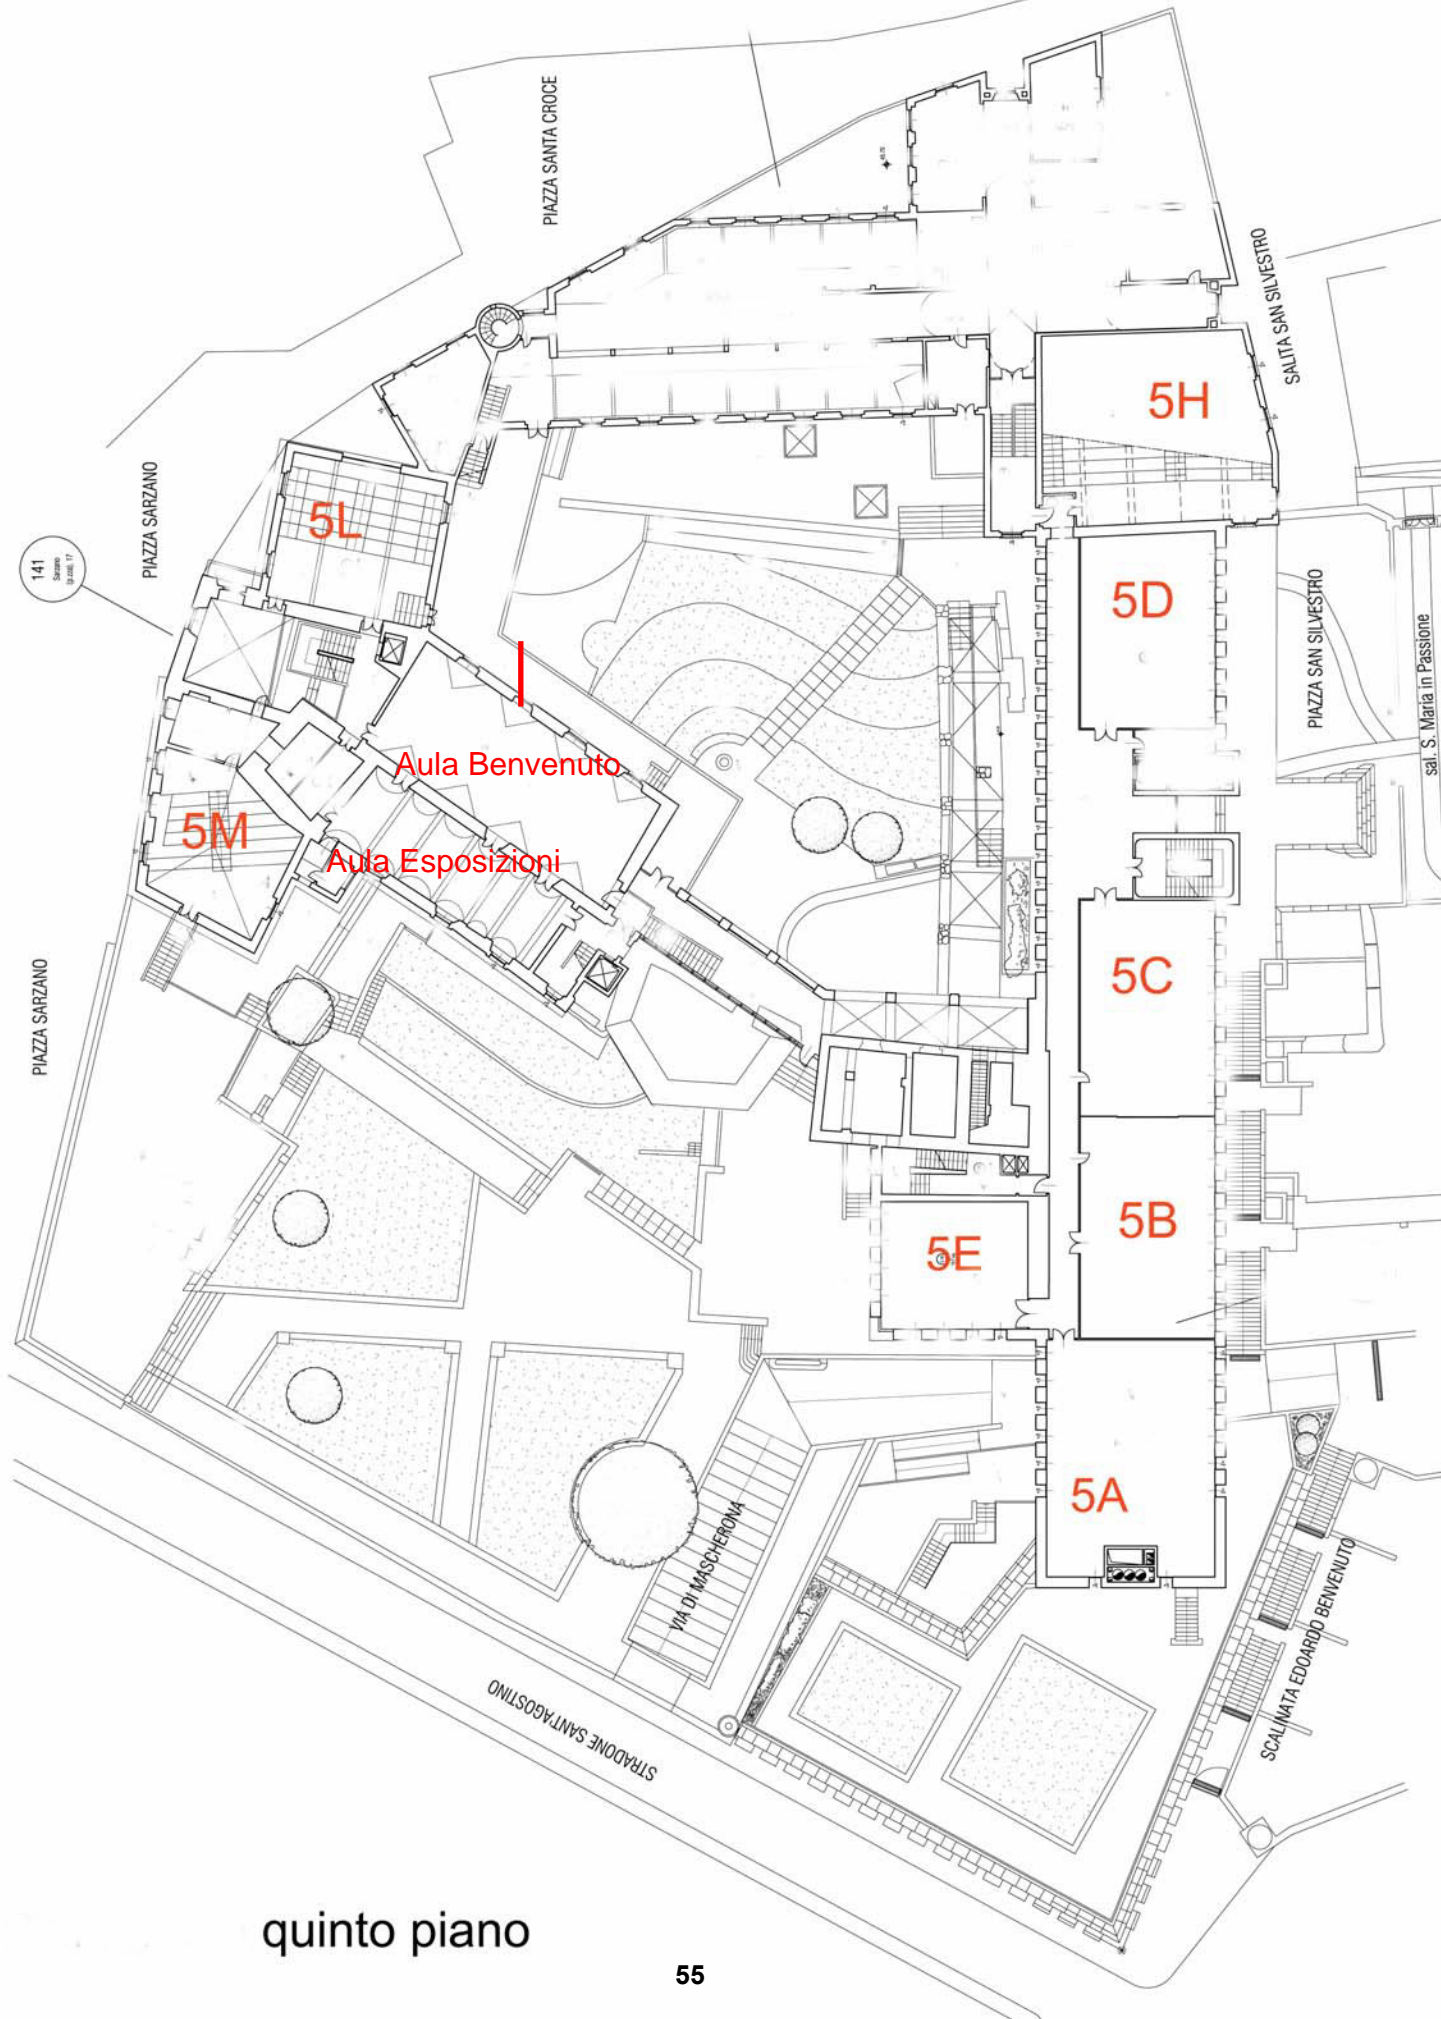 PIAZZA SANTA CROCE
SALITA SAN SILVESTRO
5H
PIAZZA SARZANO
5L
141
Sarzano
5D
PIAZZA SAN SILVESTRO
sal. S. Maria in Passione
Aula Benvenuto
5M
Aula Esposizioni
PIAZZA SARZANO
5C
5B
5E
5A
VIA DI MASCHERONA
SCALINATA EDOARDO BENVENUTO
STRADONE SANT'AGOSTINO
quinto piano
55